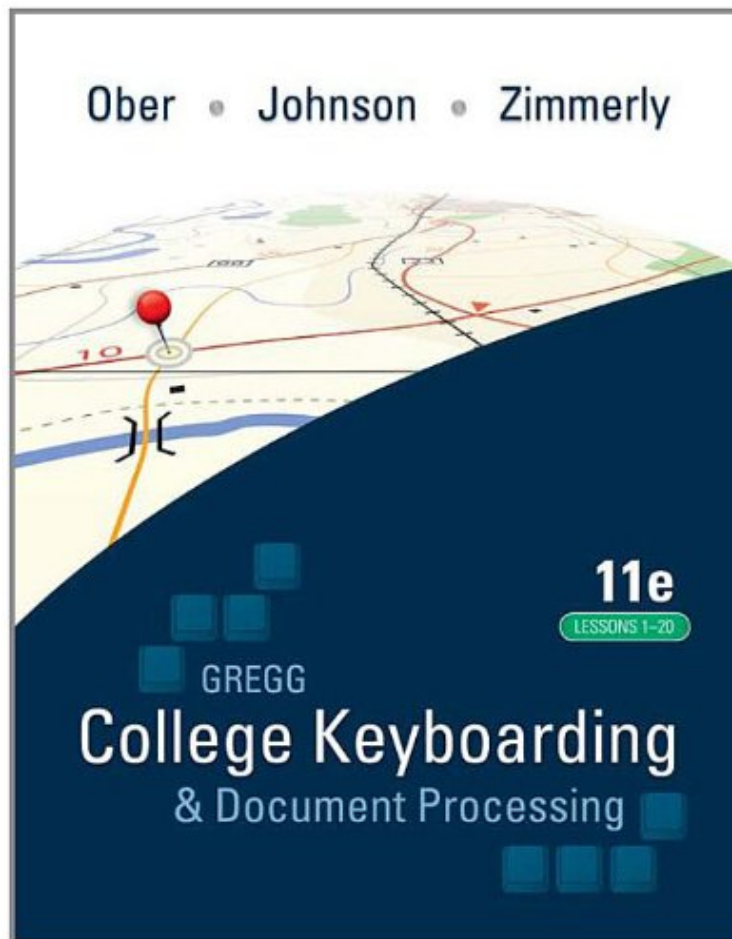 Ober • Johnson • Zimmerly
10
11e
LESSONS 1–20
GREGG
College Keyboarding
& Document Processing